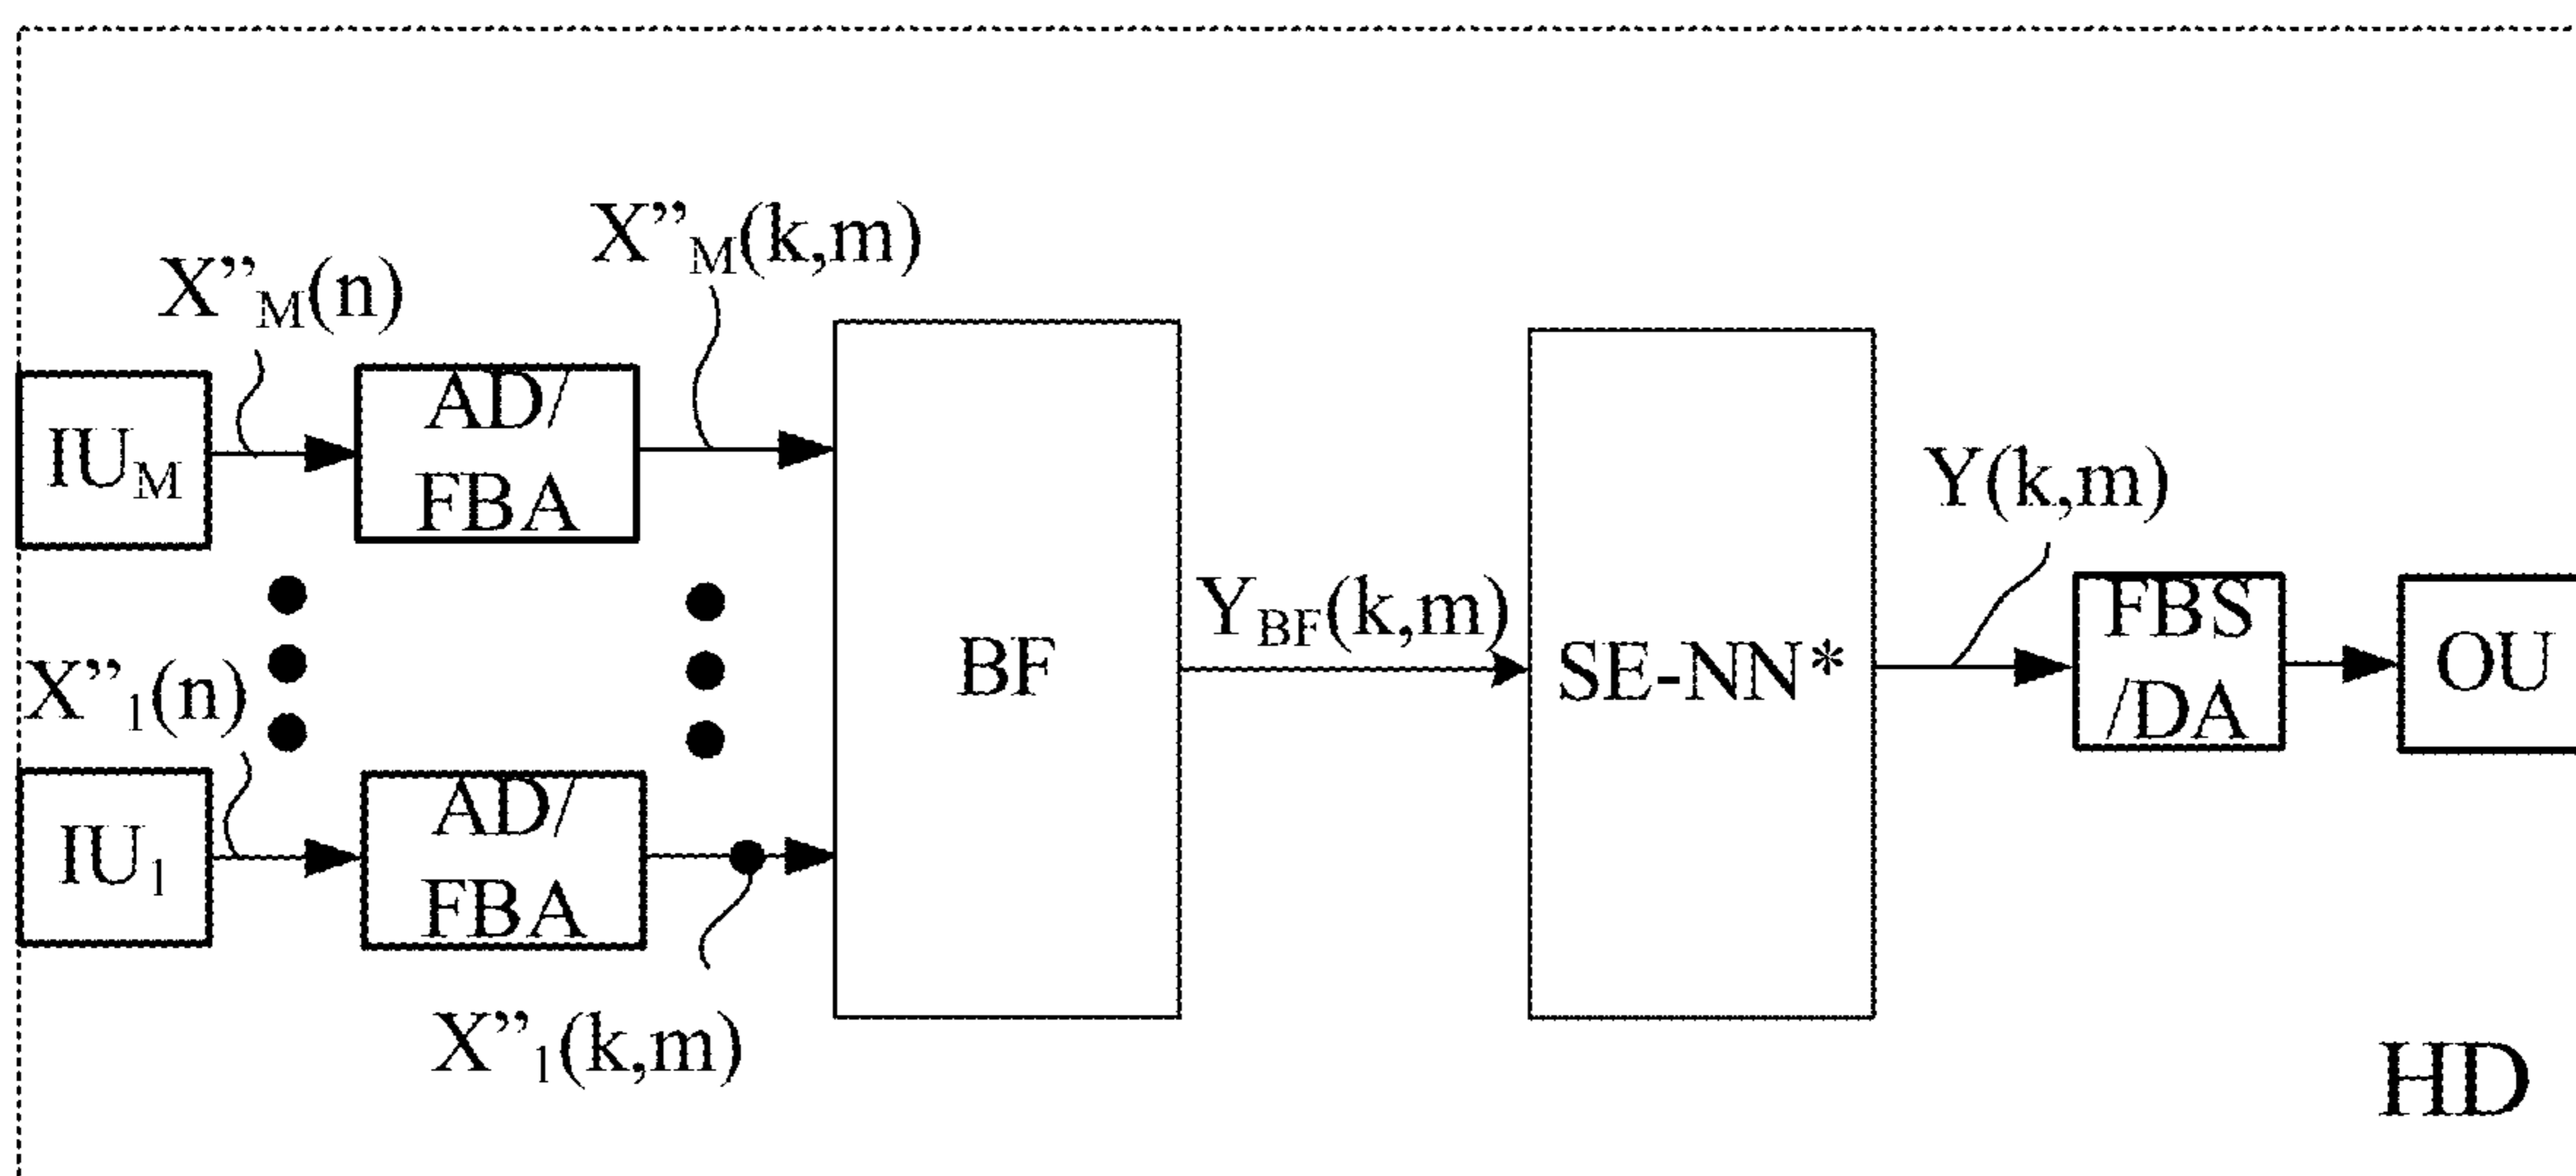 X”M(k,m)
X”M(n)
IUM
AD/
FBA
X”1(n)
IU1
AD/
FBA
X”1(k,m)
BF
YBF(k,m)
SE-NN*
Y(k,m)
FBS
/DA
OU
HD